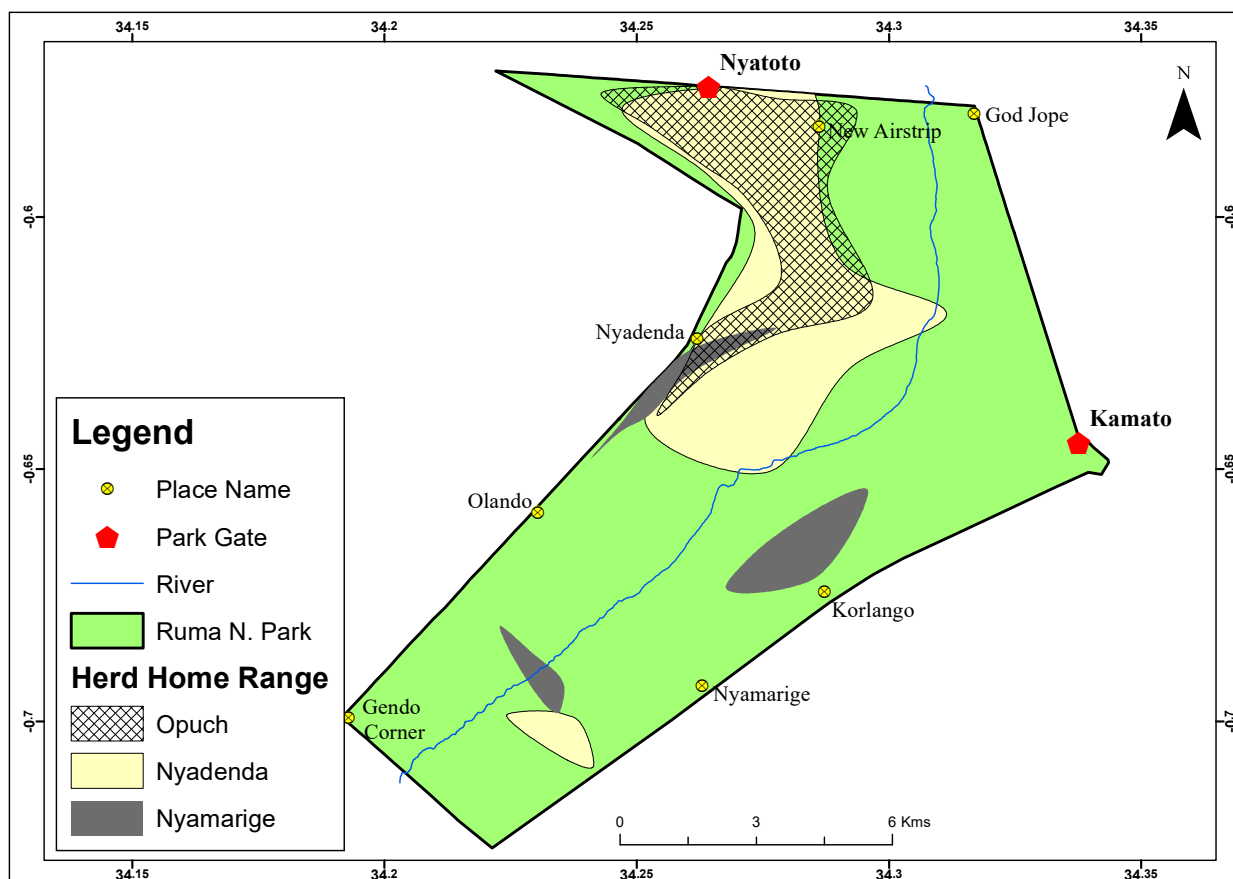 34.15
34.2
34.25
34.3
34.35
Nyatoto
N
God Jope
New Airstrip
-0.6
-0.6
Nyadenda
Kamato
-0.65
-0.65
Olando
Korlango
Nyamarige
Gendo
Corner
-0.7
-0.7
Legend
Place Name
Park Gate
River
Ruma N. Park
Herd Home Range
Opuch
Nyadenda
Nyamarige
0 3 6 Kms
34.15
34.2
34.25
34.3
34.35